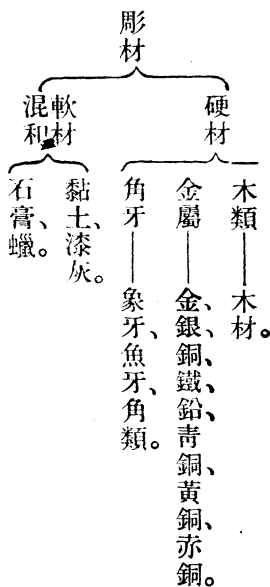 彫材
硬材
木類——木材。
金屬——金、銀、銅、鐵、鉛、靑銅、黃銅、赤銅。
角牙——象牙、魚牙、角類。
軟材
混和
黏土、漆灰。
石膏、蠟。